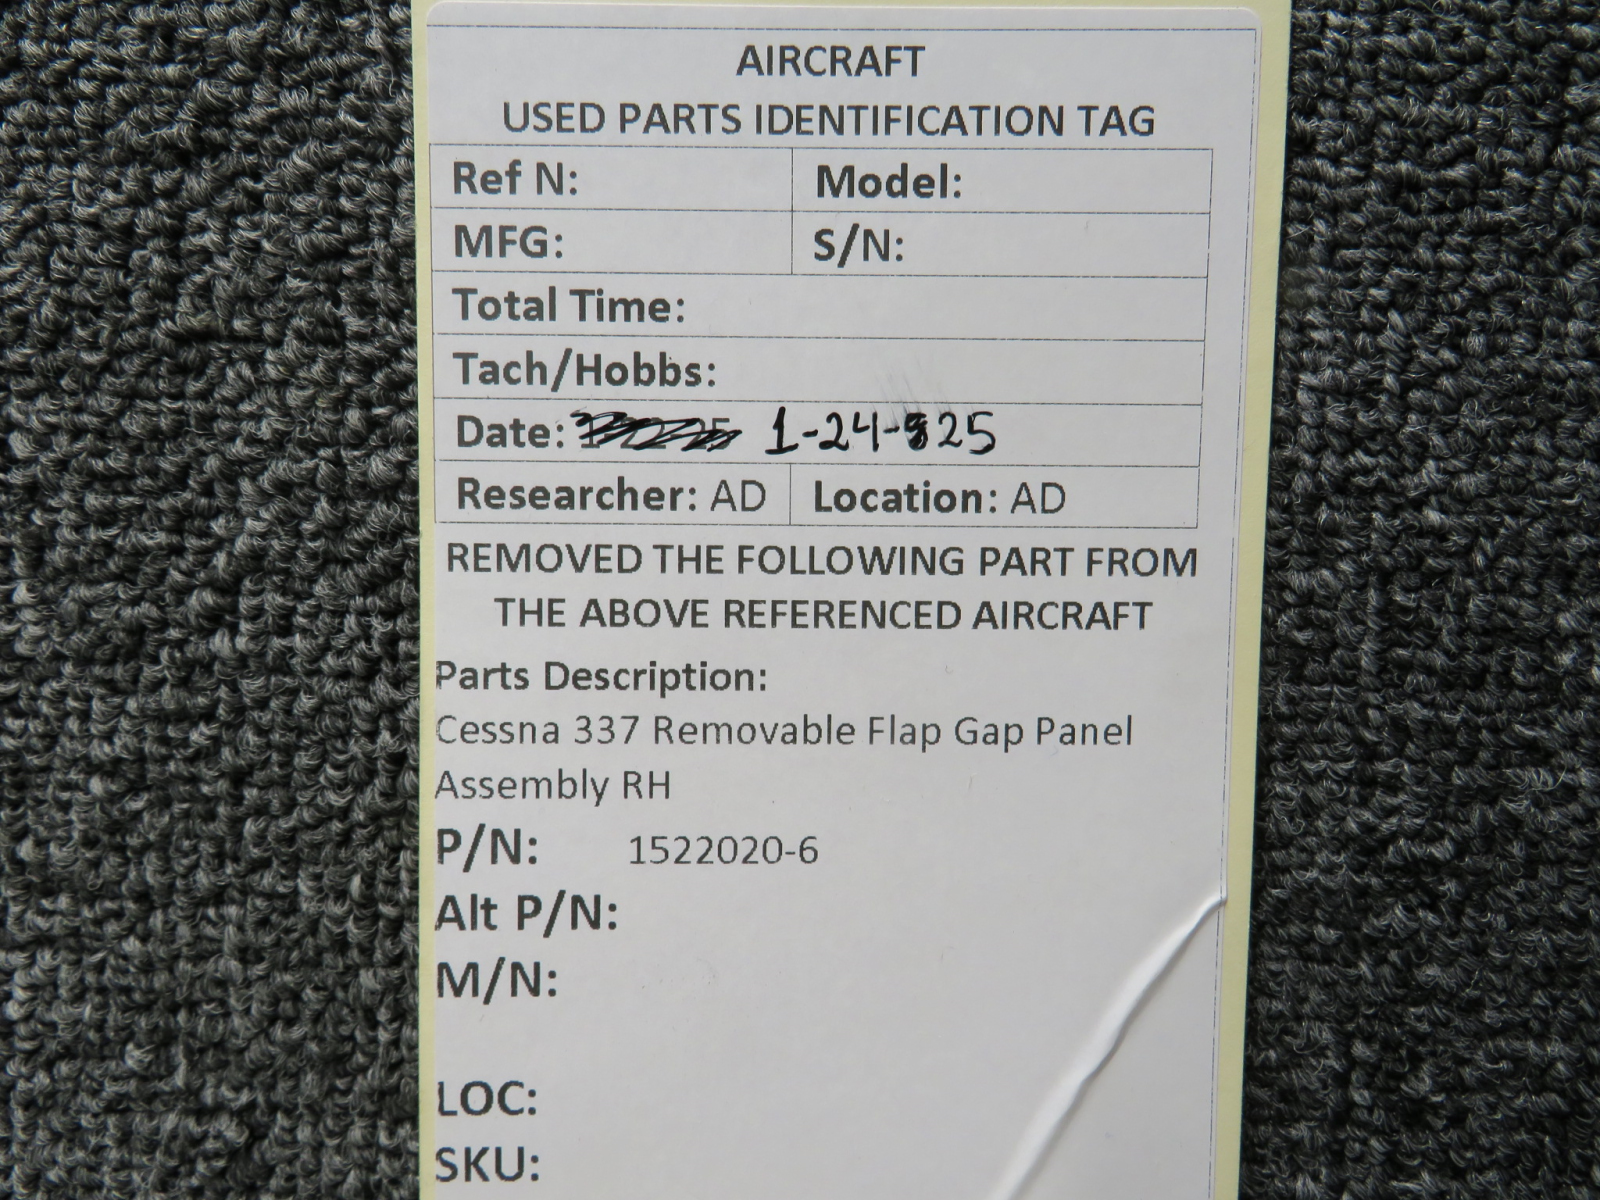 AIRCRAFT
USED PARTS IDENTIFICATION TAG
Ref N: Model:
MFG: S/N:
Total Time:
Tach/Hobbs:
Date: 1-24-25
Researcher: AD Location: AD
REMOVED THE FOLLOWING PART FROM
THE ABOVE REFERENCED AIRCRAFT
Parts Description:
Cessna 337 Removable Flap Gap Panel
Assembly RH
P/N: 1522020-6
Alt P/N:
M/N:
LOC:
SKU: